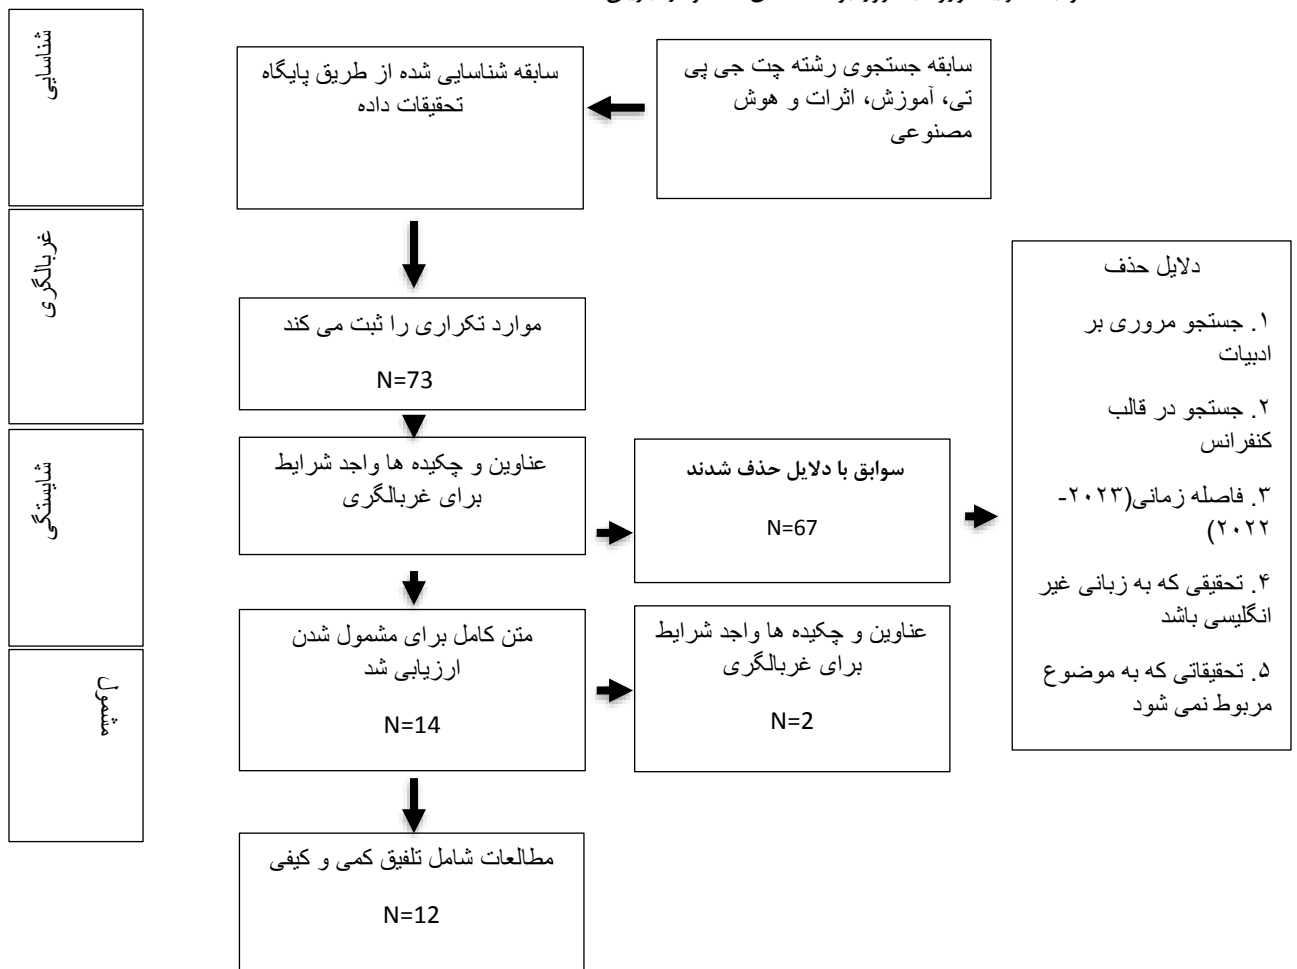 شناسایی
سابقه جستجوی رشته چت جی پی
تی، آموزش، اثرات و هوش
مصنوعی
سابقه شناسایی شده از طریق پایگاه
تحقیقات داده
غربالگری
موارد تکراری را ثبت می کند
N=73
دلایل حذف
۱. جستجو مروری بر
ادبیات
۲. جستجو در قالب
کنفرانس
۳. فاصله زمانی(۲۰۲۳-
۲۰۲۲)
۴. تحقیقی که به زبانی غیر
انگلیسی باشد
۵. تحقیقاتی که به موضوع
مربوط نمی شود
شایستگی
عناوین و چکیده ها واجد شرایط
برای غربالگری
سوابق با دلایل حذف شدند
N=67
متن کامل برای مشمول شدن
ارزیابی شد
N=14
عناوین و چکیده ها واجد شرایط
برای غربالگری
N=2
مشمول
مطالعات شامل تلفیق کمی و کیفی
N=12